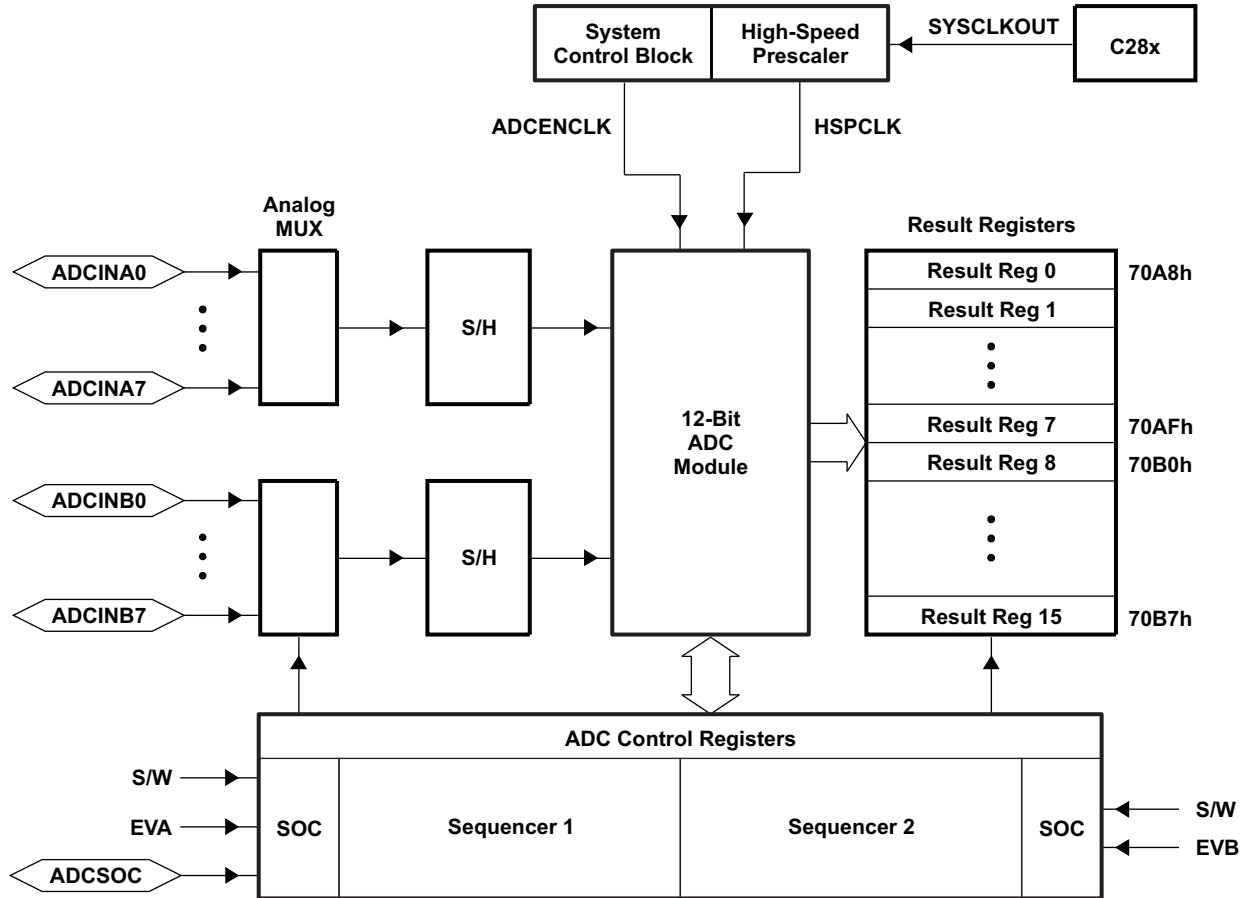 System
Control Block
High-Speed
Prescaler
SYSCLKOUT
C28x
ADCENCLK
HSPCLK
Analog
MUX
Result Registers
ADCINA0
ADCINA7
S/H
12-Bit
ADC
Module
Result Reg 0
70A8h
Result Reg 1
Result Reg 7
70AFh
Result Reg 8
70B0h
ADCINB0
ADCINB7
S/H
Result Reg 15
70B7h
ADC Control Registers
S/W
EVA
ADCSOC
SOC
Sequencer 1
Sequencer 2
SOC
S/W
EVB